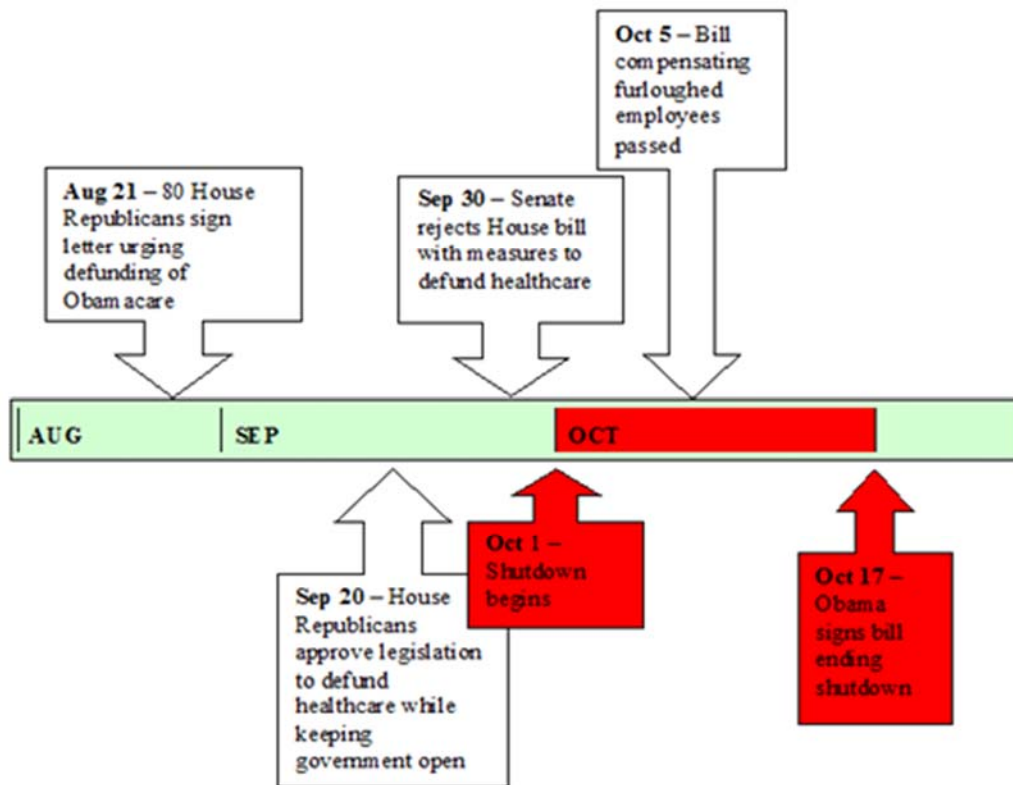 Oct 5 – Bill
compensating
furloughed
employees
passed
Aug 21 – 80 House
Republicans sign
letter urging
defunding of
Obamacare
Sep 30 – Senate
rejects House bill
with measures to
defund healthcare
AUG
SEP
OCT
Sep 20 – House
Republicans
approve legislation
to defund
healthcare while
keeping
government open
Oct 1 –
Shutdown
begins
Oct 17 –
Obama
signs bill
ending
shutdown